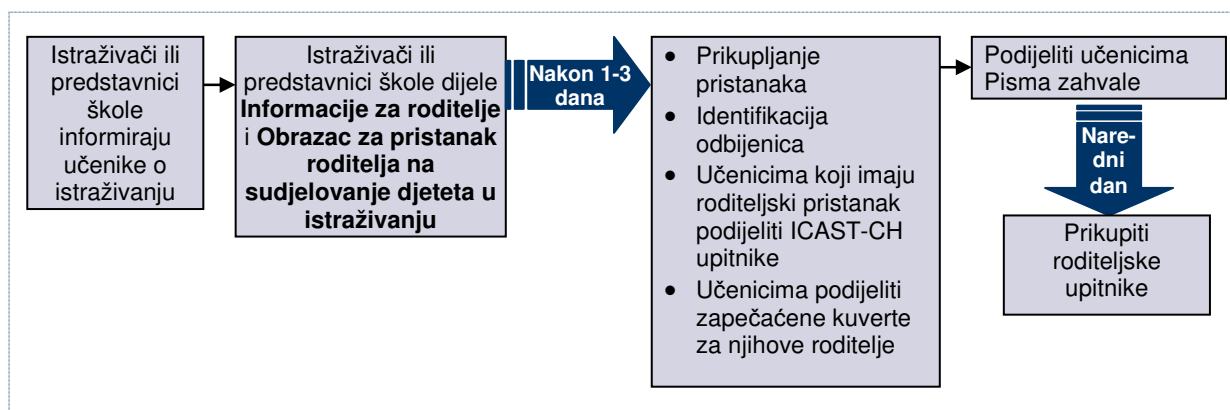 Istraživači ili
predstavnici
škole
informiraju
učenike o
istraživanju
Istraživači ili
predstavnici škole dijele
Informacije za roditelje
i Obrazac za pristanak
roditelja na
sudjelovanje djeteta u
istraživanju
Nakon 1-3
dana
• Prikupljanje
pristanaka
• Identifikacija
odbijenica
• Učenicima koji imaju
roditeljski pristanak
podijeliti ICAST-CH
upitnike
• Učenicima podijeliti
zapečaćene kuverte
za njihove roditelje
Podijeliti učenicima
Pisma zahvale
Nare-
dni
dan
Prikupiti
roditeljske
upitnike